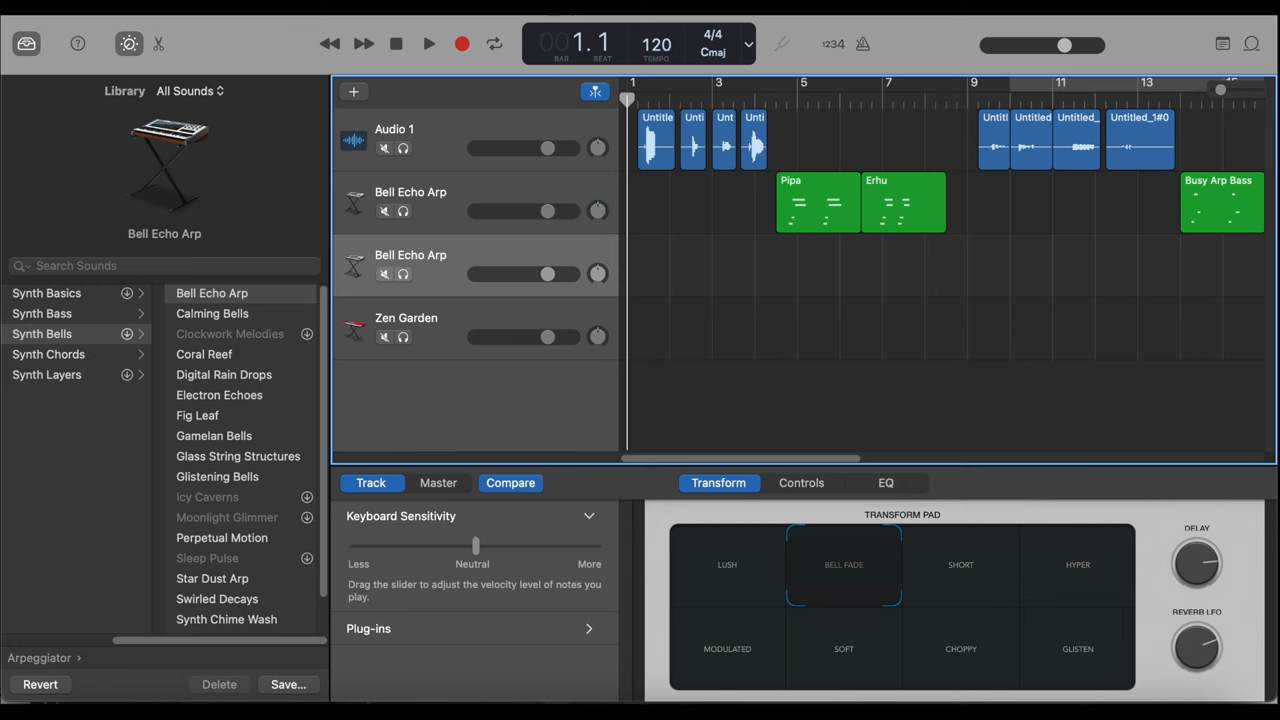 001.1
BAR
BEAT
120
TEMPO
4/4
Cmaj
1234
Library
All Sounds
Bell Echo Arp
Search Sounds
Synth Basics
Synth Bass
Synth Bells
Synth Chords
Synth Layers
Bell Echo Arp
Calming Bells
Clockwork Melodies
Coral Reef
Digital Rain Drops
Electron Echoes
Fig Leaf
Gamelan Bells
Glass String Structures
Glistening Bells
Icy Caverns
Moonlight Glimmer
Perpetual Motion
Sleep Pulse
Star Dust Arp
Swirled Decays
Synth Chime Wash
Arpeggiator
Revert
Delete
Save...
1 3 5 7 9 11 13 15
Audio 1
Untitle Unti Unt Unti Untitl Untitled Untitled_ Untitled_1#0
Bell Echo Arp
Pipa Erhu Busy Arp Bass
Bell Echo Arp
Zen Garden
Track Master Compare
Transform Controls EQ
Keyboard Sensitivity
Less Neutral More
Drag the slider to adjust the velocity level of notes you
play.
Plug-ins
TRANSFORM PAD
LUSH BELL FADE SHORT HYPER
MODULATED SOFT CHOPPY GLISTEN
DELAY
REVERB LFO